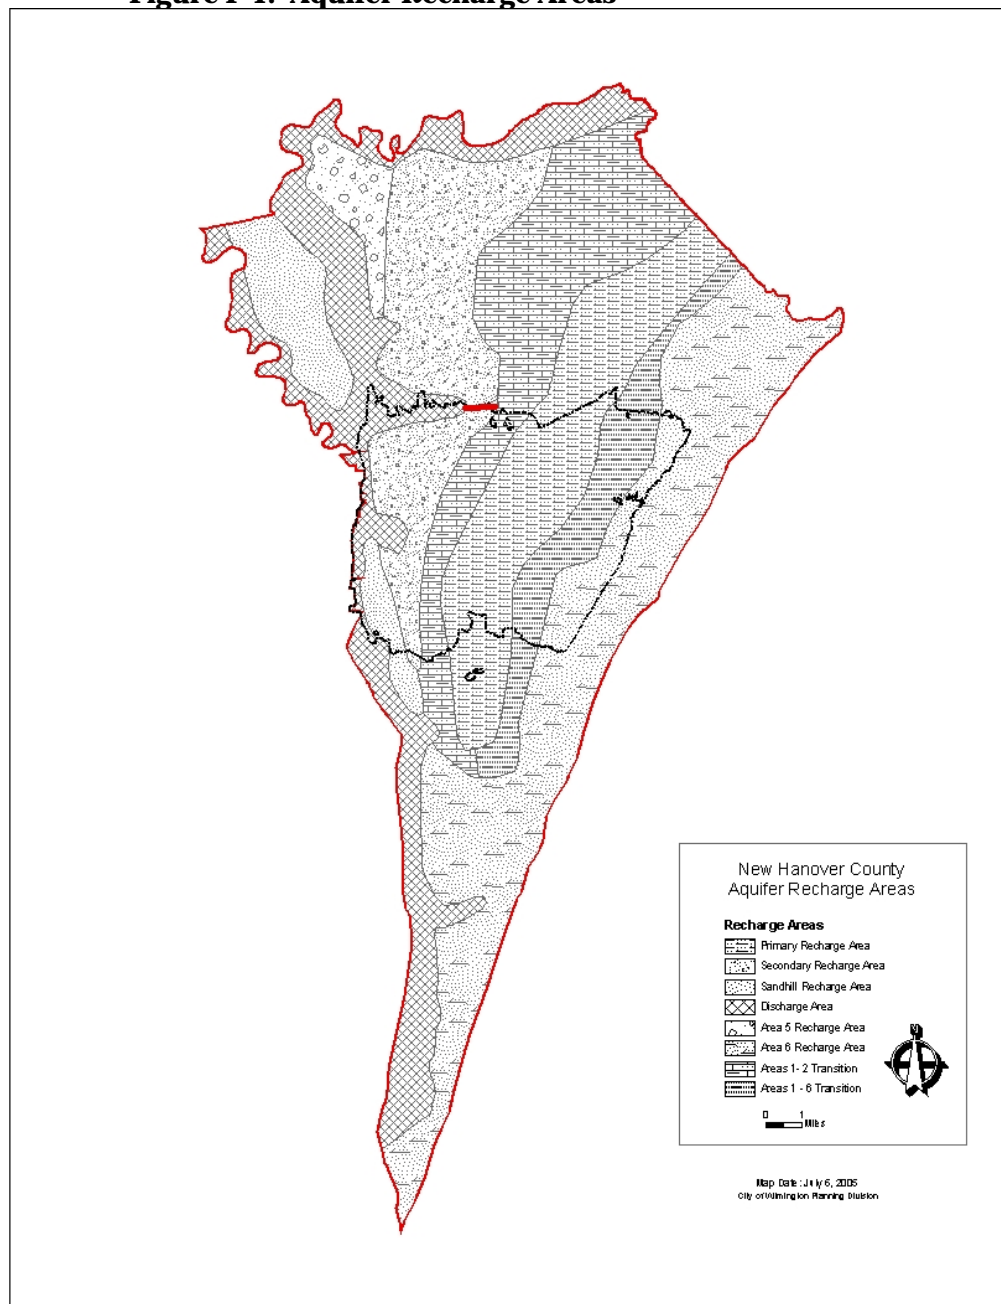 Figure I-1. Aquifer Recharge Areas
New Hanover County
Aquifer Recharge Areas
Recharge Areas
Primary Recharge Area
Secondary Recharge Area
Sandhill Recharge Area
Discharge Area
Area 5 Recharge Area
Area 6 Recharge Area
Areas 1- 2 Transition
Areas 1 - 6 Transition
N
0 1
Miles
Map Date: July 6, 2005
City of Wilmington Planning Division